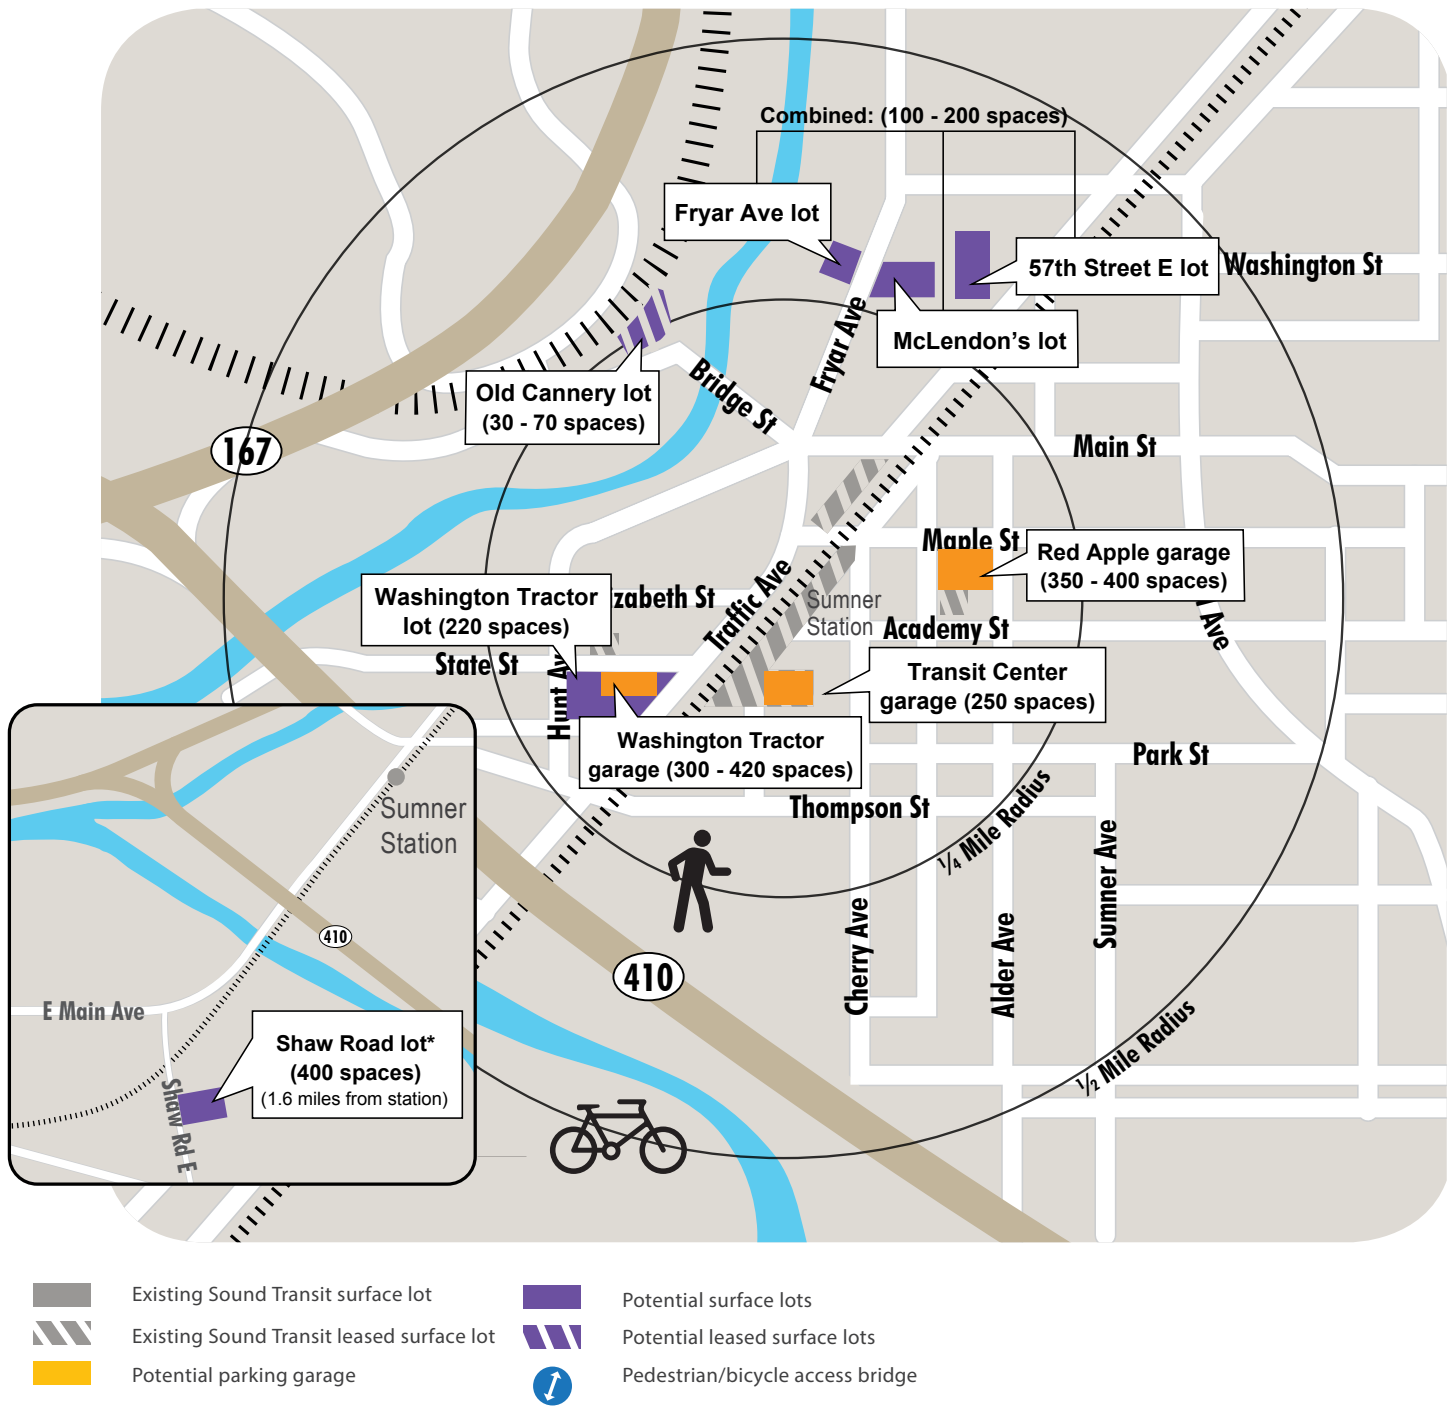 Combined: (100 - 200 spaces)
Fryar Ave lot
57th Street E lot
Washington St
McLendon's lot
Fryar Ave
Old Cannery lot
(30 - 70 spaces)
Bridge St
167
Main St
Maple St
Red Apple garage
(350 - 400 spaces)
Washington Tractor
lot (220 spaces)
zabeth St
Traffic Ave
Sumner
Station
Academy St
Ave
State St
Hunt Av
Transit Center
garage (250 spaces)
Washington Tractor
garage (300 - 420 spaces)
Park St
Thompson St
1/4 Mile Radius
Sumner
Station
Sumner Ave
Cherry Ave
Alder Ave
410
410
E Main Ave
1/2 Mile Radius
Shaw Road lot*
(400 spaces)
(1.6 miles from station)
Shaw Rd E
Existing Sound Transit surface lot
Existing Sound Transit leased surface lot
Potential parking garage
Potential surface lots
Potential leased surface lots
Pedestrian/bicycle access bridge